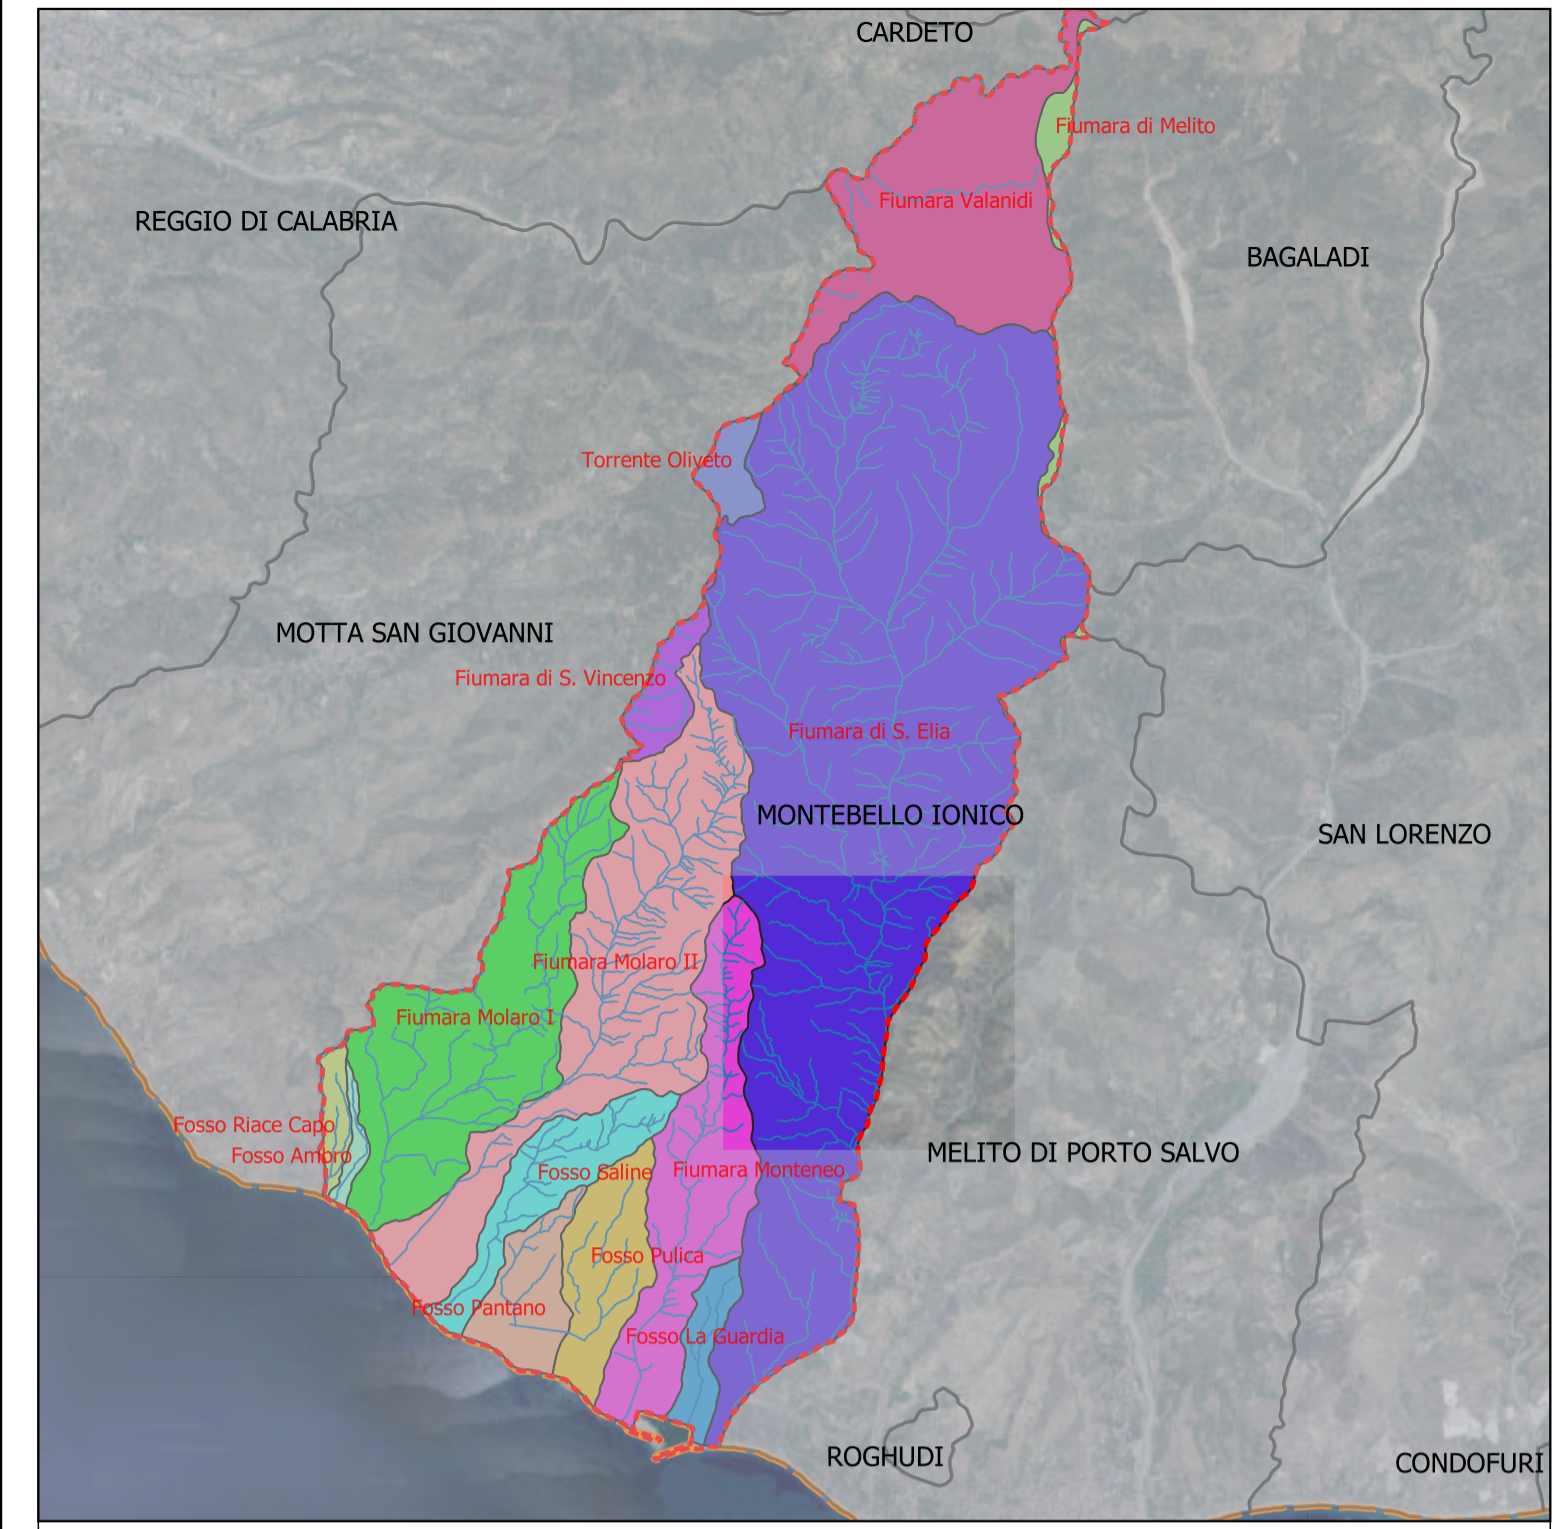 CARDETO
Fiumara di Melito
Fiumara Valanidi
REGGIO DI CALABRIA
BAGALADI
Torrente Oliveto
MOTTA SAN GIOVANNI
Fiumara di S. Vincenzo
Fiumara di S. Elia
MONTEBELLO IONICO
SAN LORENZO
Fiumara Molaro II
Fiumara Molaro I
Fosso Riace Capo
Fosso Ambro
MELITO DI PORTO SALVO
Fosso Saline
Fiumara Monteneo
Fosso Pulica
Fosso Pantano
Fosso La Guardia
ROGHUDI
CONDOFURI